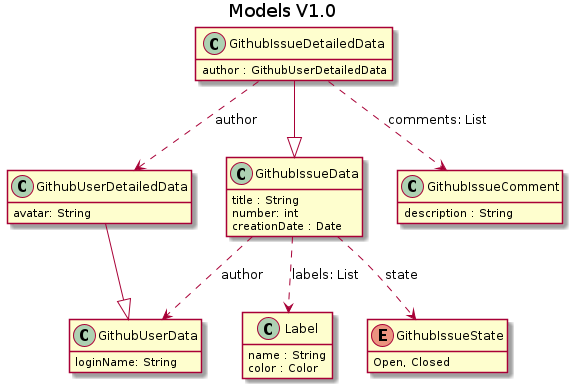 Models V1.0
C GithubIssueDetailedData
author : GithubUserDetailedData
author
comments: List
C GithubUserDetailedData
avatar: String
C GithubIssueData
title : String
number: int
creationDate : Date
C GithubIssueComment
description : String
author
labels: List
state
C GithubUserData
loginName: String
C Label
name : String
color : Color
E GithubIssueState
Open, Closed